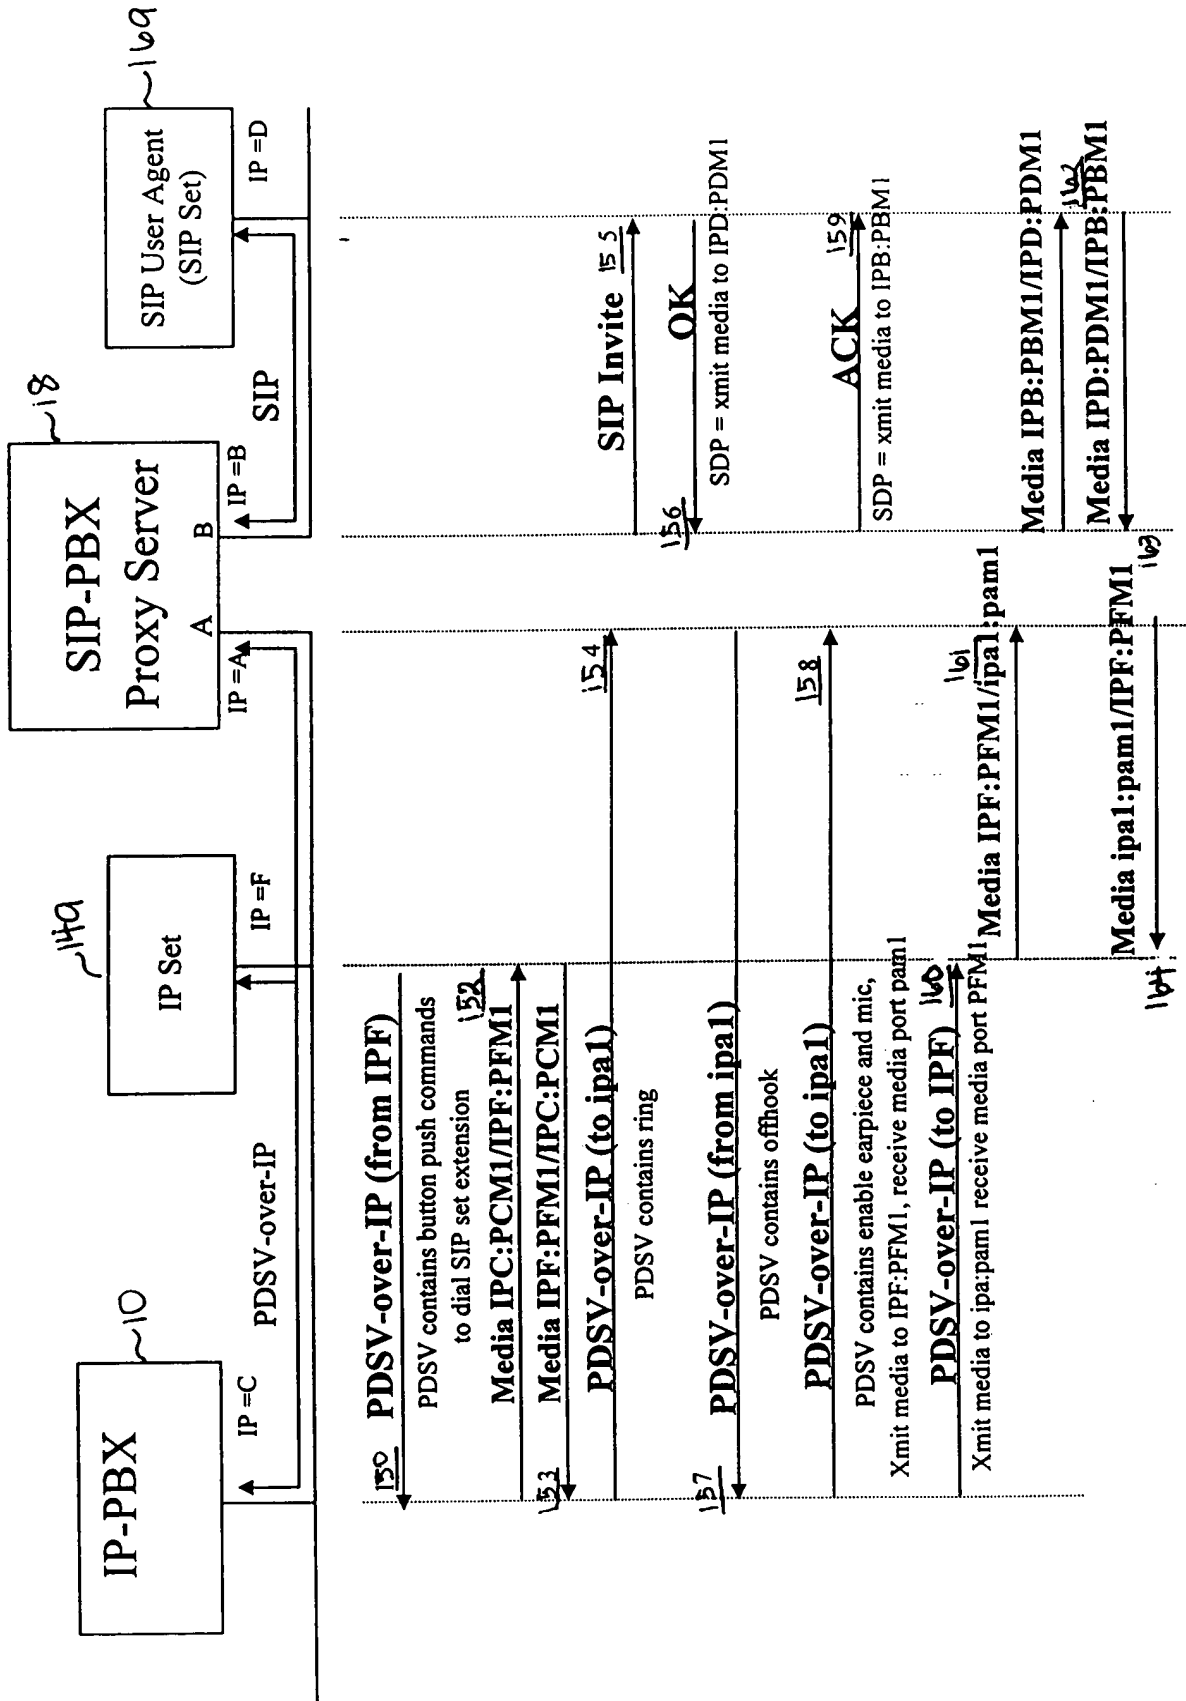 IP-PBX
10
IP =C
PDSV-over-IP
IP Set
14a
IP =F
SIP-PBX
Proxy Server
18
A
B
IP =A
IP =B
SIP
SIP User Agent
(SIP Set)
16a
IP =D
150
PDSV-over-IP (from IPF)
PDSV contains button push commands
to dial SIP set extension
152
Media IPC:PCM1/IPF:PFM1
153
Media IPF:PFM1/IPC:PCM1
PDSV-over-IP (to ipa1)
154
PDSV contains ring
SIP Invite 155
156
OK
SDP = xmit media to IPD:PDM1
157
PDSV-over-IP (from ipa1)
PDSV contains offhook
PDSV-over-IP (to ipa1)
158
PDSV contains enable earpiece and mic,
Xmit media to IPF:PFM1, receive media port pam1
ACK
159
SDP = xmit media to IPB:PBM1
PDSV-over-IP (to IPF)
160
Xmit media to ipa:pam1 receive media port PFM1
161
Media IPF:PFM1/ipa1:pam1
Media IPB:PBM1/IPD:PDM1
162
Media IPD:PDM1/IPB:PBM1
163
Media ipa1:pam1/IPF:PFM1
164